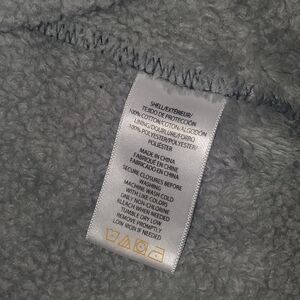 SHELL/EXTÉRIEUR/
TEJIDO DE PROTECCIÓN
100% COTTON/COTON/ALGODÓN
LINING/DOUBLURE/FORRO
100% POLYESTER/POLYESTER/
POLIÉSTER
MADE IN CHINA
FABRIQUÉ EN CHINE
FABRICADO EN CHINA
SECURE CLOSURES BEFORE
WASHING
MACHINE WASH COLD
WITH LIKE COLORS
ONLY NON-CHLORINE
BLEACH WHEN NEEDED
TUMBLE DRY LOW
REMOVE PROMPTLY
LOW IRON IF NEEDED